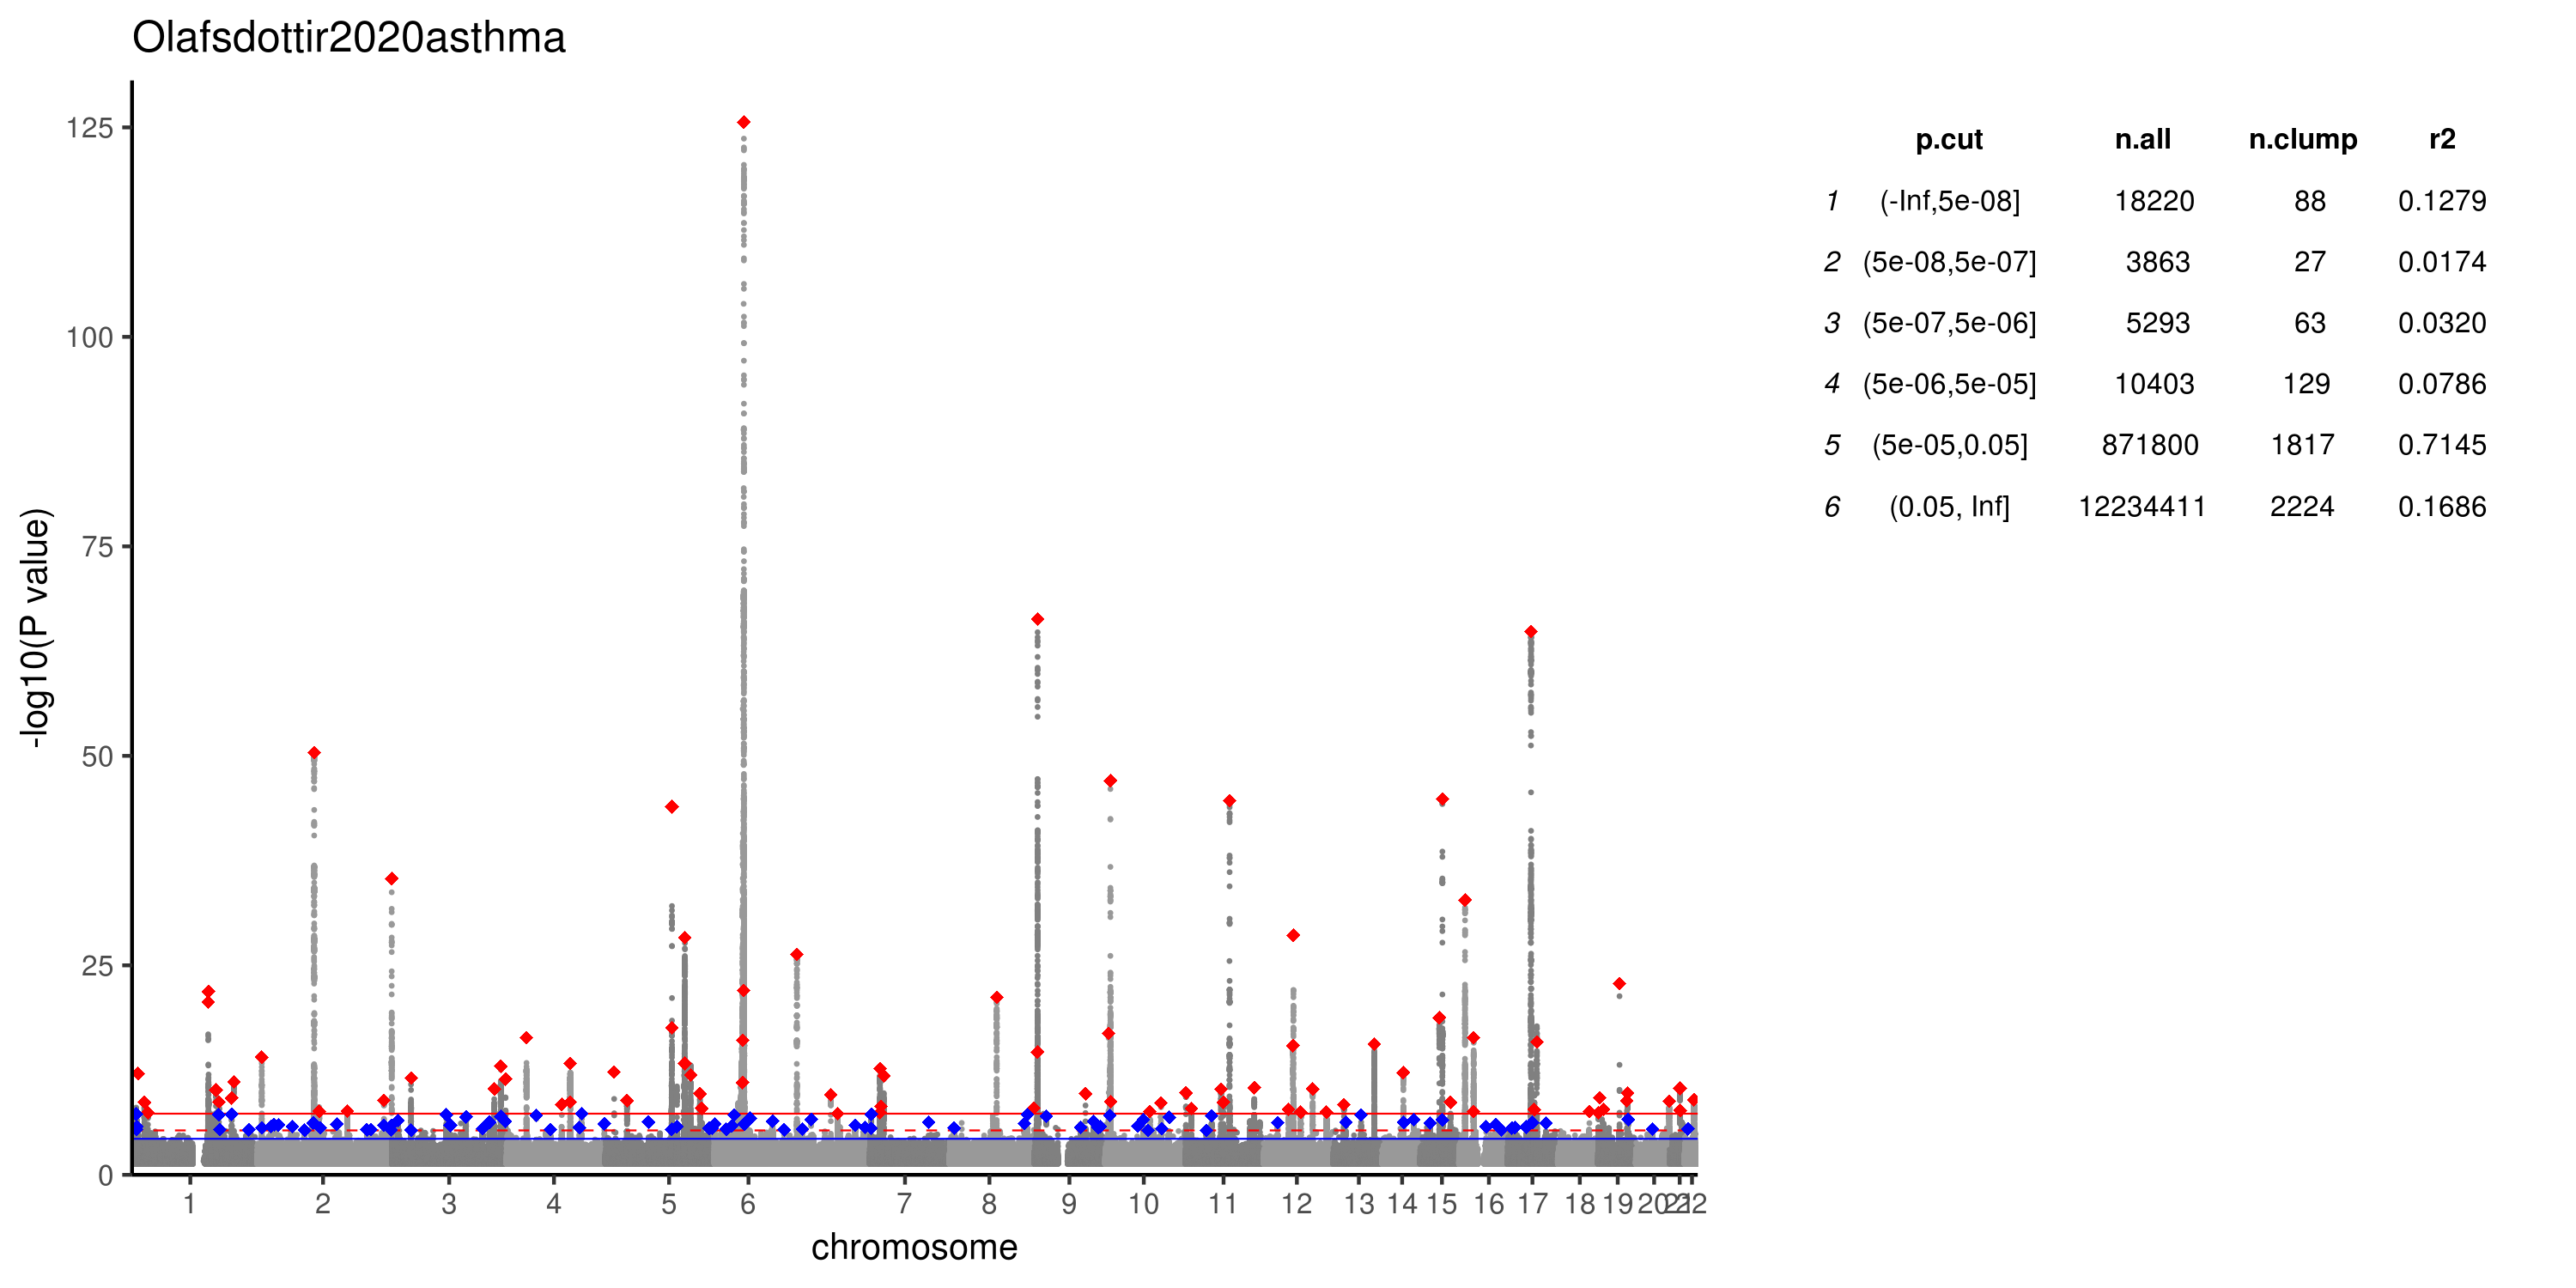 Olafsdottir2020asthma
-log10(P value)
125
100
75
50
25
0
1 2 3 4 5 6 7 8 9 10 11 12 13 14 15 16 17 18 19 20 21 22
chromosome
p.cut n.all n.clump r2
1 (-Inf,5e-08] 18220 88 0.1279
2 (5e-08,5e-07] 3863 27 0.0174
3 (5e-07,5e-06] 5293 63 0.0320
4 (5e-06,5e-05] 10403 129 0.0786
5 (5e-05,0.05] 871800 1817 0.7145
6 (0.05, Inf] 12234411 2224 0.1686